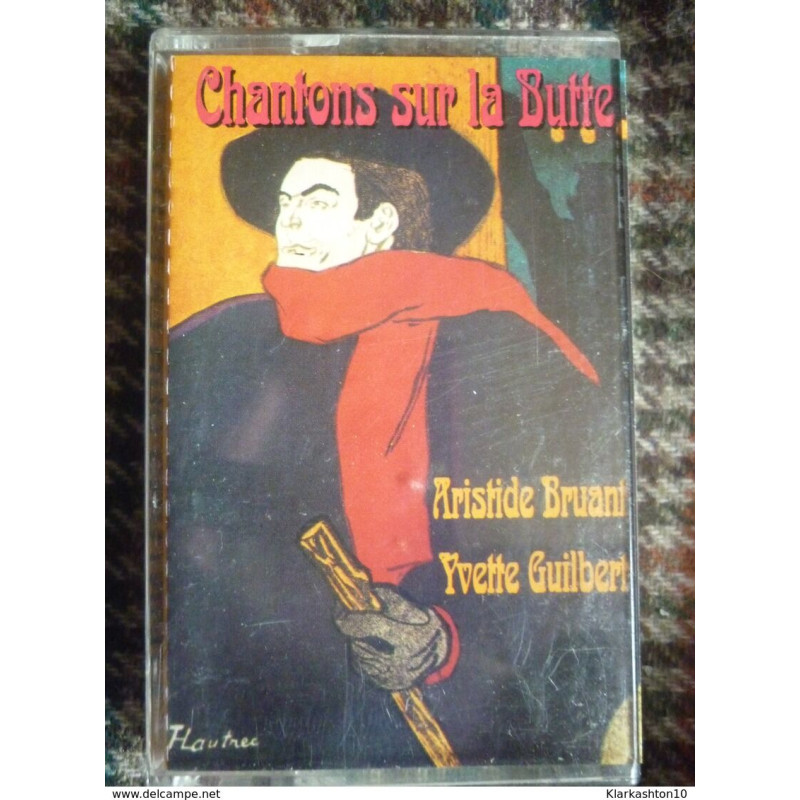 Chantons sur la Butte
Aristide Bruant
Yvette Guilbert
HLautrec
www.delcampe.net
Klarkashton10